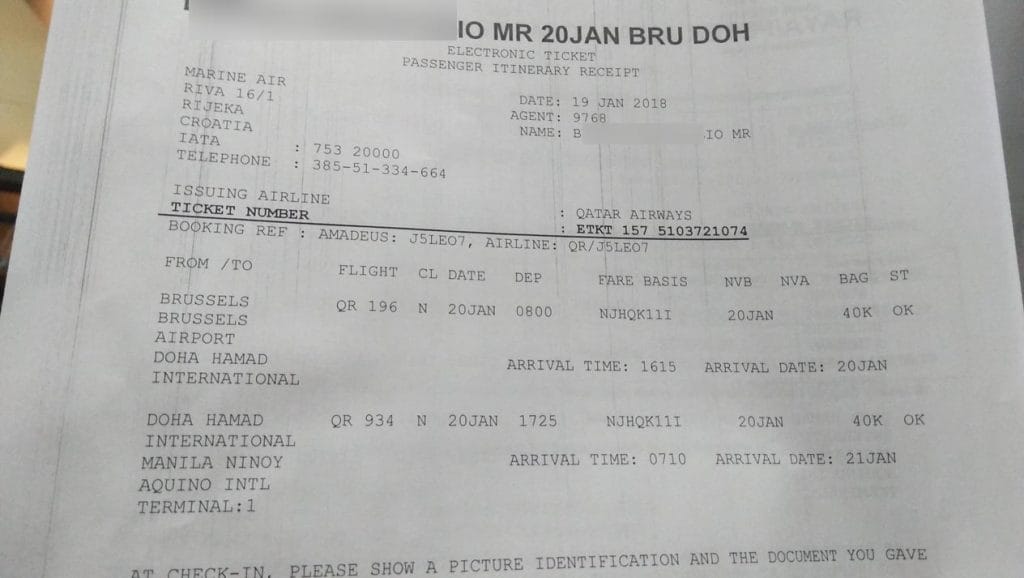 IO MR 20JAN BRU DOH
ELECTRONIC TICKET
PASSENGER ITINERARY RECEIPT
MARINE AIR
RIVA 16/1
RIJEKA
CROATIA
IATA : 753 20000
TELEPHONE : 385-51-334-664
DATE: 19 JAN 2018
AGENT: 9768
NAME: B IO MR
ISSUING AIRLINE : QATAR AIRWAYS
TICKET NUMBER : ETKT 157 5103721074
BOOKING REF : AMADEUS: J5LEO7, AIRLINE: QR/J5LEO7
FROM /TO FLIGHT CL DATE DEP FARE BASIS NVB NVA BAG ST
BRUSSELS QR 196 N 20JAN 0800 NJHQK11I 20JAN 40K OK
BRUSSELS
AIRPORT
DOHA HAMAD ARRIVAL TIME: 1615 ARRIVAL DATE: 20JAN
INTERNATIONAL
DOHA HAMAD QR 934 N 20JAN 1725 NJHQK11I 20JAN 40K OK
INTERNATIONAL
MANILA NINOY ARRIVAL TIME: 0710 ARRIVAL DATE: 21JAN
AQUINO INTL
TERMINAL:1
AT CHECK-IN, PLEASE SHOW A PICTURE IDENTIFICATION AND THE DOCUMENT YOU GAVE